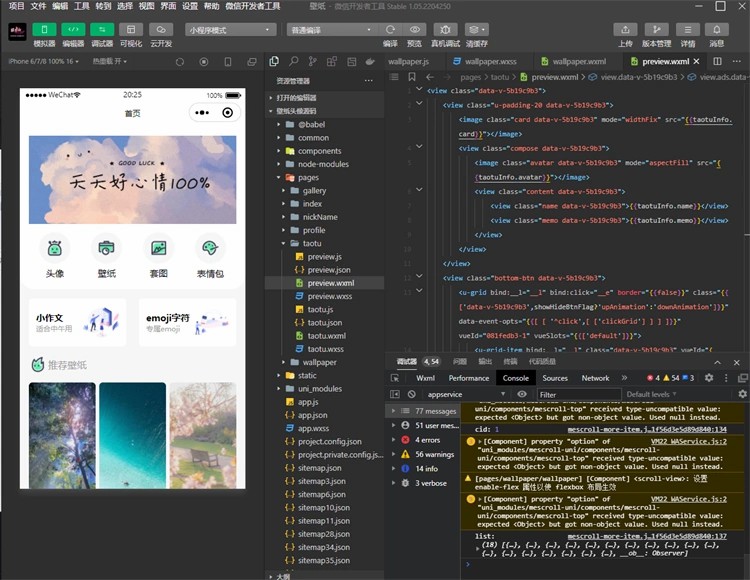 项目 文件 编辑 工具 转到 选择 视图 界面 设置 帮助 微信开发者工具
壁纸 - 微信开发者工具 Stable 1.05.2204250
模拟器 编辑器 调试器 可视化 云开发
小程序模式
普通编译
编译 预览 真机调试 清缓存
上传 版本管理 详情 消息
iPhone 6/7/8 100% 16
热重载 开
WeChat
20:25
100%
首页
GOOD LUCK
天天好心情100%
头像
壁纸
套图
表情包
小作文
适合中午用
emoji字符
专属emoji
推荐壁纸
资源管理器
打开的编辑器
壁纸头像源码
@babel
common
components
node-modules
pages
gallery
index
nickName
profile
taotu
preview.js
preview.json
preview.wxml
preview.wxss
taotu.js
taotu.json
taotu.wxml
taotu.wxss
wallpaper
static
uni_modules
app.js
app.json
app.wxss
project.config.json
project.private.config.js...
sitemap.json
sitemap3.json
sitemap6.json
sitemap10.json
sitemap11.json
sitemap28.json
sitemap34.json
sitemap35.json
大纲
wallpaper.js
wallpaper.wxss
wallpaper.wxml
preview.wxml
pages > taotu > preview.wxml > view.data-v-5b19c9b3 > view.ads.data-
<view class="data-v-5b19c9b3">
<view class="u-padding-20 data-v-5b19c9b3">
<image class="card data-v-5b19c9b3" mode="widthFix" src="{{taotuInfo.
card}}"></image>
<view class="compose data-v-5b19c9b3">
<image class="avatar data-v-5b19c9b3" mode="aspectFill" src="{
{taotuInfo.avatar}}"></image>
<view class="content data-v-5b19c9b3">
<view class="name data-v-5b19c9b3">{{taotuInfo.name}}</view>
<view class="memo data-v-5b19c9b3">{{taotuInfo.memo}}</view>
</view>
</view>
</view>
<view class="bottom-btn data-v-5b19c9b3">
<u-grid bind:__l="__l" bind:click="__e" border="{{false}}" class="{{
['data-v-5b19c9b3',showHideBtnFlag?'upAnimation':'downAnimation']}}"
data-event-opts="{{[ [ '^click',[ ['clickGrid'] ] ] ]}}"
vueId="081fedb3-1" vueSlots="{{['default']}}">
<u-grid-item bind:__l="__l" class="data-v-5b19c9b3" vueId="{
调试器 4, 54 问题 输出 终端 代码质量
Wxml Performance Console Sources Network
4 54 3
appservice
Filter
Default levels
77 messages
51 user mes...
4 errors
56 warnings
14 info
3 verbose
uni-components/mescroll-top" received type-uncompatible value:
expected <Object> but got non-value. Used null instead.
cid: 1
mescroll-more-item.j…1f56d3e5d89d840:134
[Component] property "option" of
VM22 WAService.js:2
"uni_modules/mescroll-uni/components/mescroll-
uni/components/mescroll-top" received type-uncompatible value:
expected <Object> but got non-object value. Used null instead.
[pages/wallpaper/wallpaper] [Component] <scroll-view>: 设置
enable-flex 属性以使 flexbox 布局生效
[Component] property "option" of
VM22 WAService.js:2
"uni_modules/mescroll-uni/components/mescroll-
uni/components/mescroll-top" received type-uncompatible value:
expected <Object> but got non-object value. Used null instead.
list:
mescroll-more-item.j…1f56d3e5d89d840:137
(18) [{…}, {…}, {…}, {…}, {…}, {…}, {…}, {…}, {…},
{…}, {…}, {…}, {…}, {…}, {…}, {…}, {…}, {…}, __ob__: Observer]